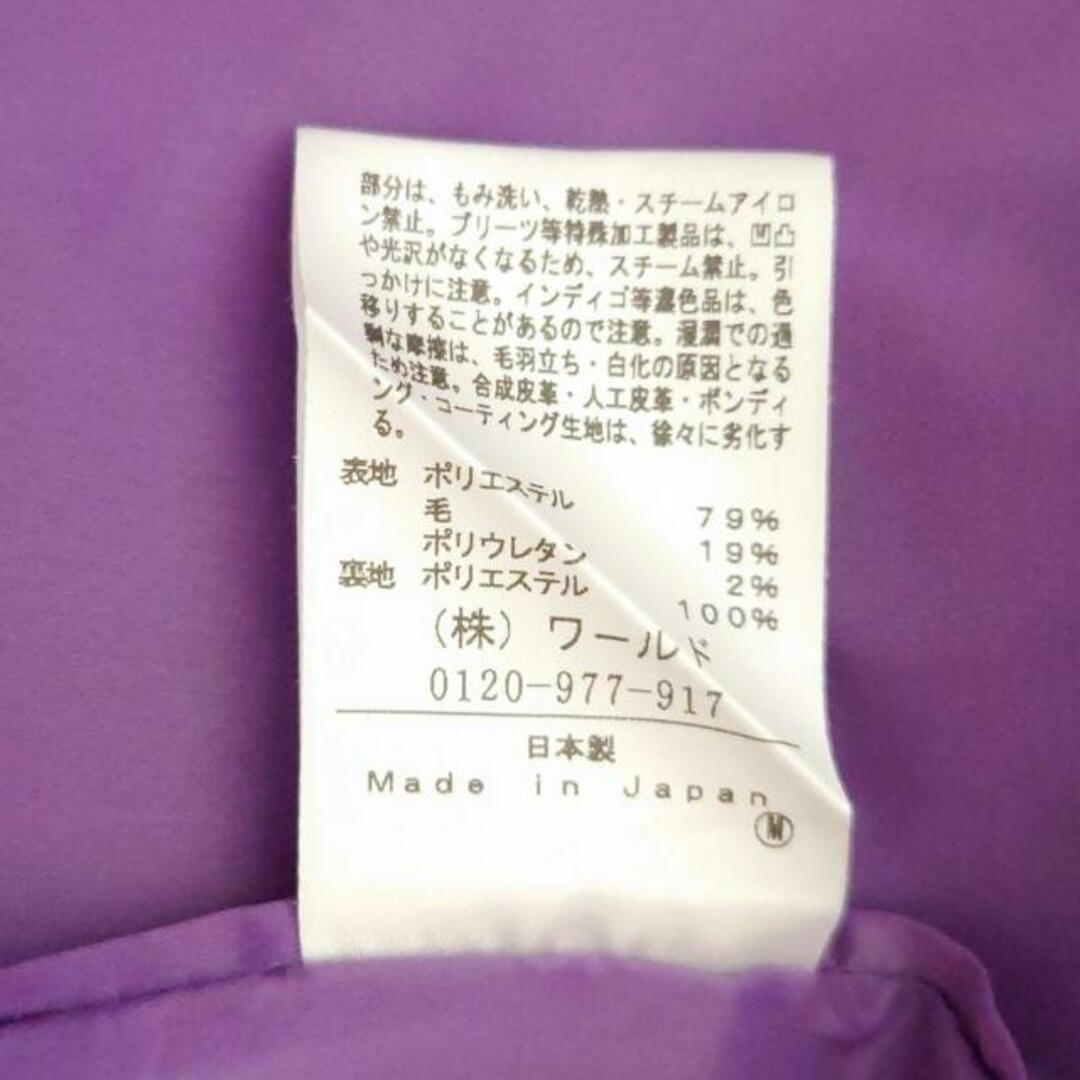 部分は、もみ洗い、乾熱・スチームアイロ
ン禁止。プリーツ等特殊加工製品は、凹凸
や光沢がなくなるため、スチーム禁止。引
っかけに注意。インディゴ等濃色品は、色
移りすることがあるので注意。湿潤での過
剰な摩擦は、毛羽立ち・白化の原因となる
ため注意。合成皮革・人工皮革・ボンディ
ング・コーティング生地は、徐々に劣化す
る。
表地 ポリエステル 79%
毛 19%
ポリウレタン 2%
裏地 ポリエステル 100%
(株) ワールド
0120-977-917
日本製
Made in Japan
M